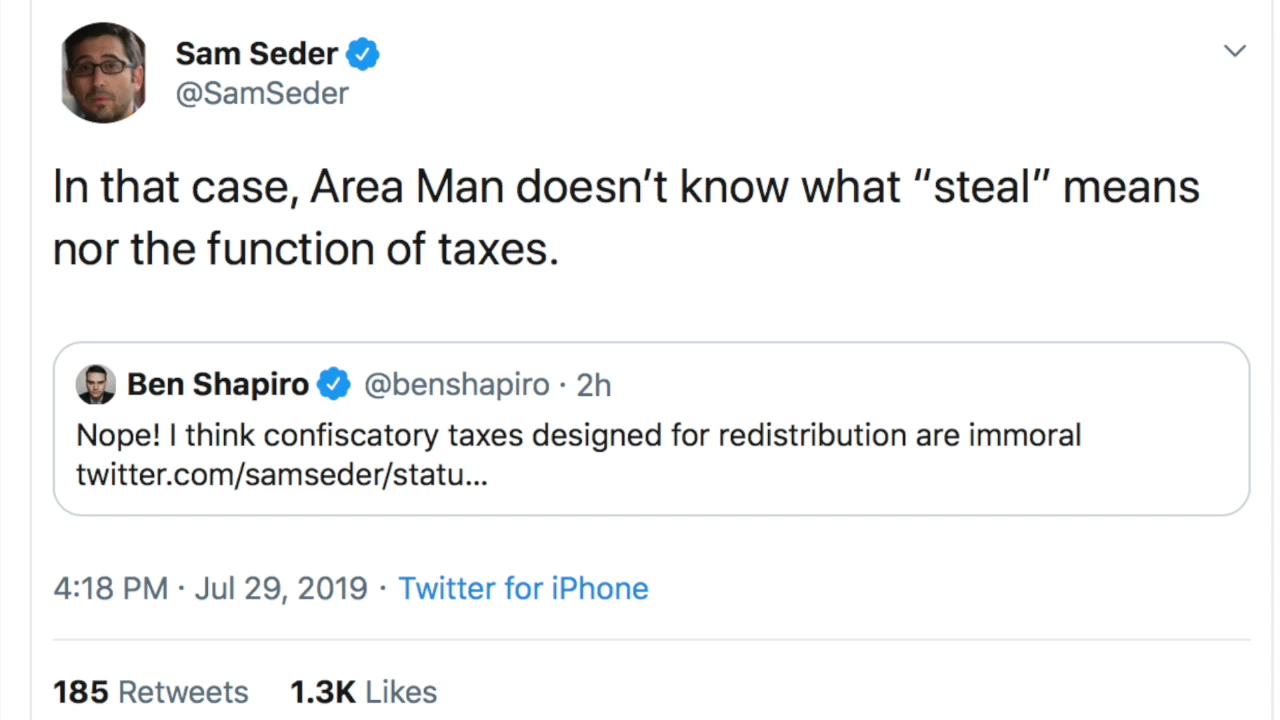 Sam Seder
@SamSeder
In that case, Area Man doesn’t know what “steal” means
nor the function of taxes.
Ben Shapiro @benshapiro · 2h
Nope! I think confiscatory taxes designed for redistribution are immoral
twitter.com/samseder/statu...
4:18 PM · Jul 29, 2019 · Twitter for iPhone
185 Retweets 1.3K Likes